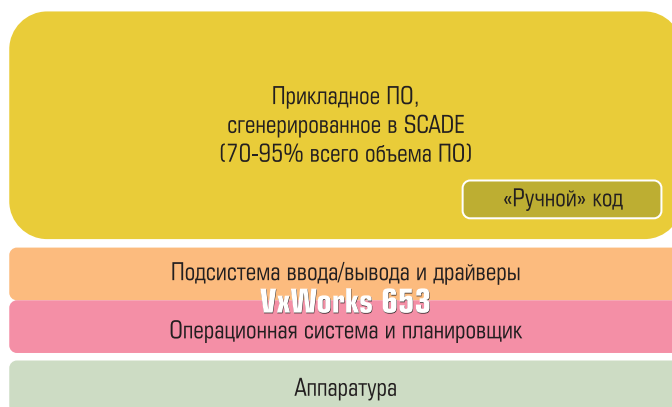 Прикладное ПО,
сгенерированное в SCADE
(70-95% всего объема ПО)
«Ручной» код
Подсистема ввода/вывода и драйверы
VxWorks 653
Операционная система и планировщик
Аппаратура